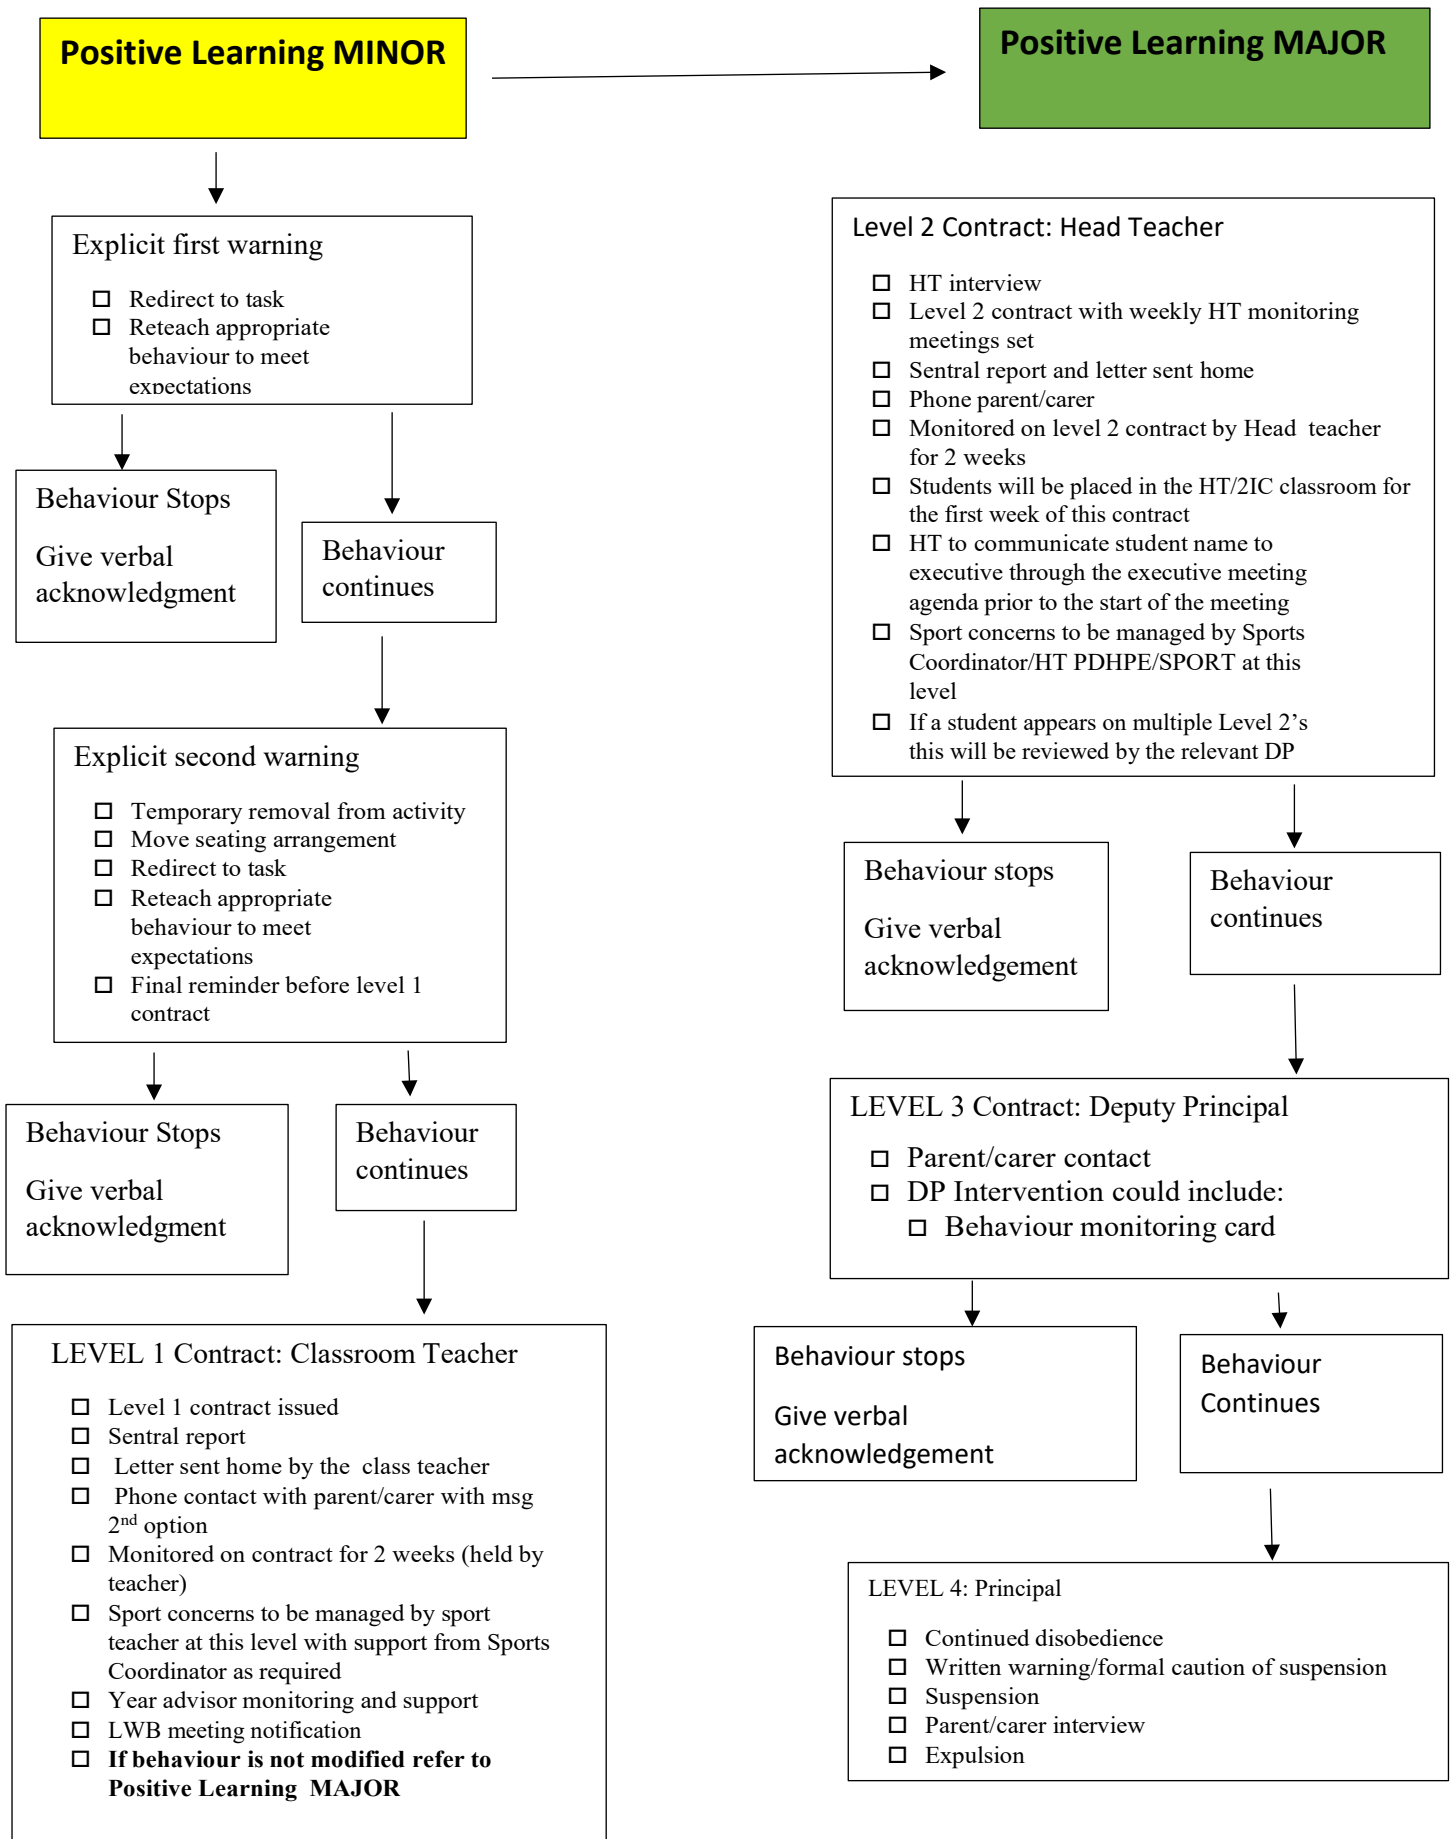 Positive Learning MINOR
Explicit first warning
☐ Redirect to task
☐ Reteach appropriate
behaviour to meet
expectations
Behaviour Stops
Give verbal
acknowledgment
Behaviour
continues
Explicit second warning
☐ Temporary removal from activity
☐ Move seating arrangement
☐ Redirect to task
☐ Reteach appropriate
behaviour to meet
expectations
☐ Final reminder before level 1
contract
Behaviour Stops
Give verbal
acknowledgment
Behaviour
continues
LEVEL 1 Contract: Classroom Teacher
☐ Level 1 contract issued
☐ Sentral report
☐ Letter sent home by the class teacher
☐ Phone contact with parent/carer with msg
2nd option
☐ Monitored on contract for 2 weeks (held by
teacher)
☐ Sport concerns to be managed by sport
teacher at this level with support from Sports
Coordinator as required
☐ Year advisor monitoring and support
☐ LWB meeting notification
☐ If behaviour is not modified refer to
Positive Learning MAJOR
Positive Learning MAJOR
Level 2 Contract: Head Teacher
☐ HT interview
☐ Level 2 contract with weekly HT monitoring
meetings set
☐ Sentral report and letter sent home
☐ Phone parent/carer
☐ Monitored on level 2 contract by Head teacher
for 2 weeks
☐ Students will be placed in the HT/2IC classroom for
the first week of this contract
☐ HT to communicate student name to
executive through the executive meeting
agenda prior to the start of the meeting
☐ Sport concerns to be managed by Sports
Coordinator/HT PDHPE/SPORT at this
level
☐ If a student appears on multiple Level 2’s
this will be reviewed by the relevant DP
Behaviour stops
Give verbal
acknowledgement
Behaviour
continues
LEVEL 3 Contract: Deputy Principal
☐ Parent/carer contact
☐ DP Intervention could include:
☐ Behaviour monitoring card
Behaviour stops
Give verbal
acknowledgement
Behaviour
Continues
LEVEL 4: Principal
☐ Continued disobedience
☐ Written warning/formal caution of suspension
☐ Suspension
☐ Parent/carer interview
☐ Expulsion